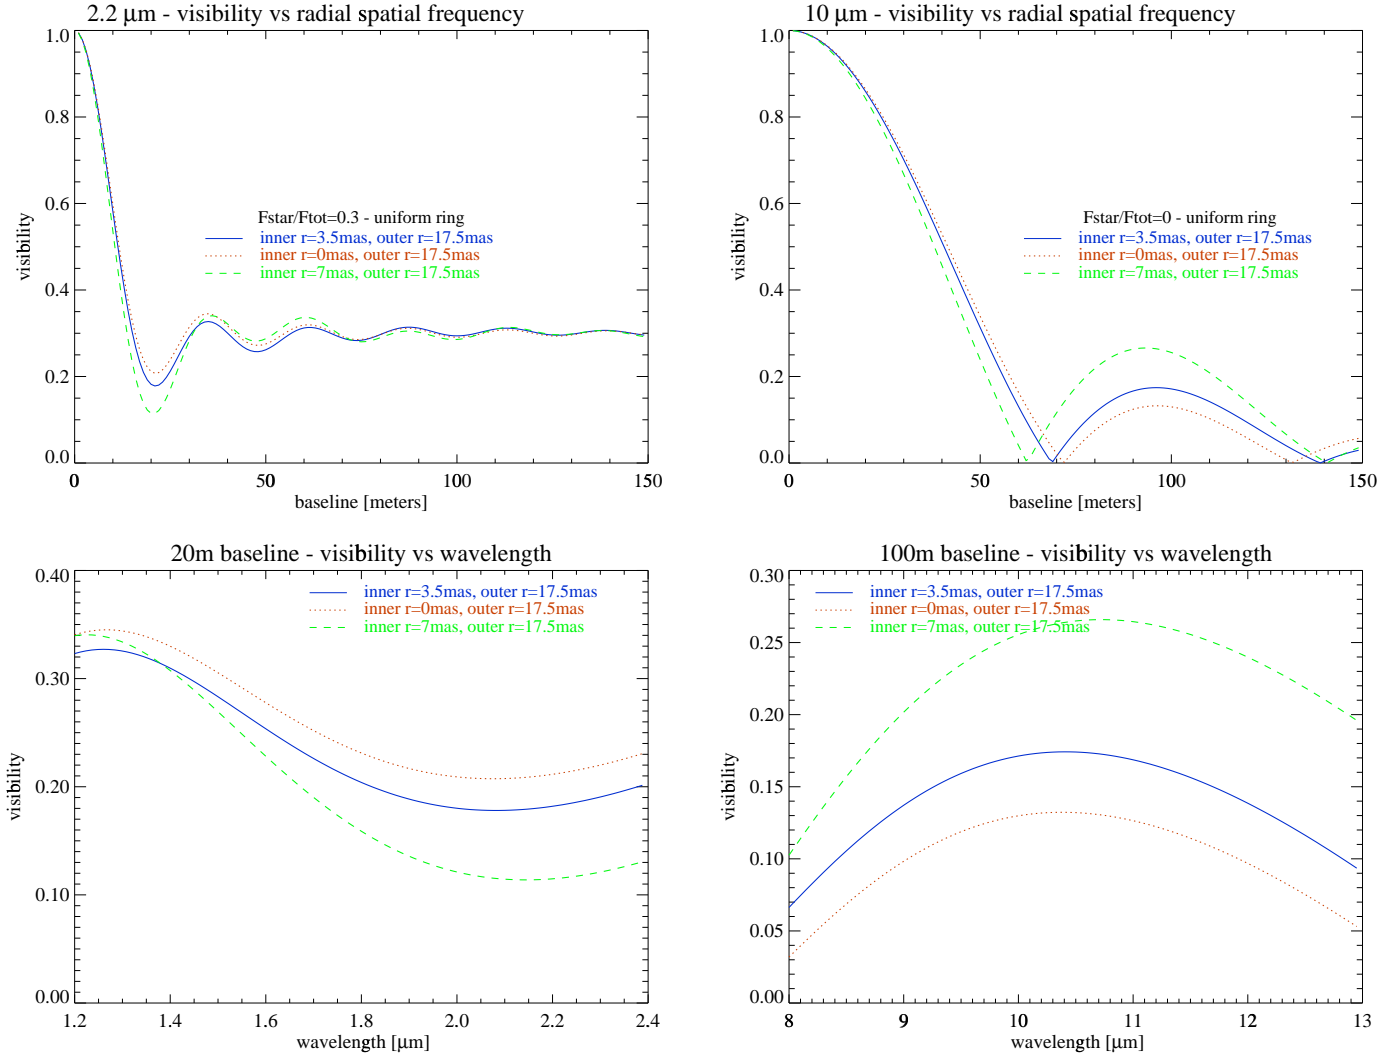 2.2 μm - visibility vs radial spatial frequency
1.0
0.8
0.6
0.4
0.2
0.0
visibility
Fstar/Ftot=0.3 - uniform ring
inner r=3.5mas, outer r=17.5mas
inner r=0mas, outer r=17.5mas
inner r=7mas, outer r=17.5mas
0
50
100
150
baseline [meters]
10 μm - visibility vs radial spatial frequency
1.0
0.8
0.6
0.4
0.2
0.0
visibility
Fstar/Ftot=0 - uniform ring
inner r=3.5mas, outer r=17.5mas
inner r=0mas, outer r=17.5mas
inner r=7mas, outer r=17.5mas
0
50
100
150
baseline [meters]
20m baseline - visibility vs wavelength
0.40
0.30
0.20
0.10
0.00
visibility
inner r=3.5mas, outer r=17.5mas
inner r=0mas, outer r=17.5mas
inner r=7mas, outer r=17.5mas
1.2
1.4
1.6
1.8
2.0
2.2
2.4
wavelength [μm]
100m baseline - visibility vs wavelength
0.30
0.25
0.20
0.15
0.10
0.05
0.00
visibility
inner r=3.5mas, outer r=17.5mas
inner r=0mas, outer r=17.5mas
inner r=7mas, outer r=17.5mas
8
9
10
11
12
13
wavelength [μm]